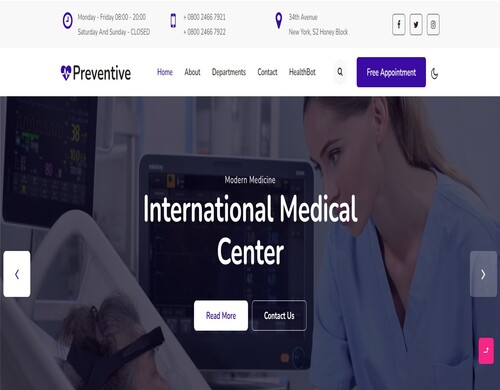 Monday - Friday 08:00 - 20:00
Saturday And Sunday - CLOSED
+ 0800 2466 7921
+ 0800 2466 7922
34th Avenue
New York, S2 Honey Block
Preventive
Home
About
Departments
Contact
HealthBot
Free Appointment
Modern Medicine
International Medical
Center
Read More
Contact Us